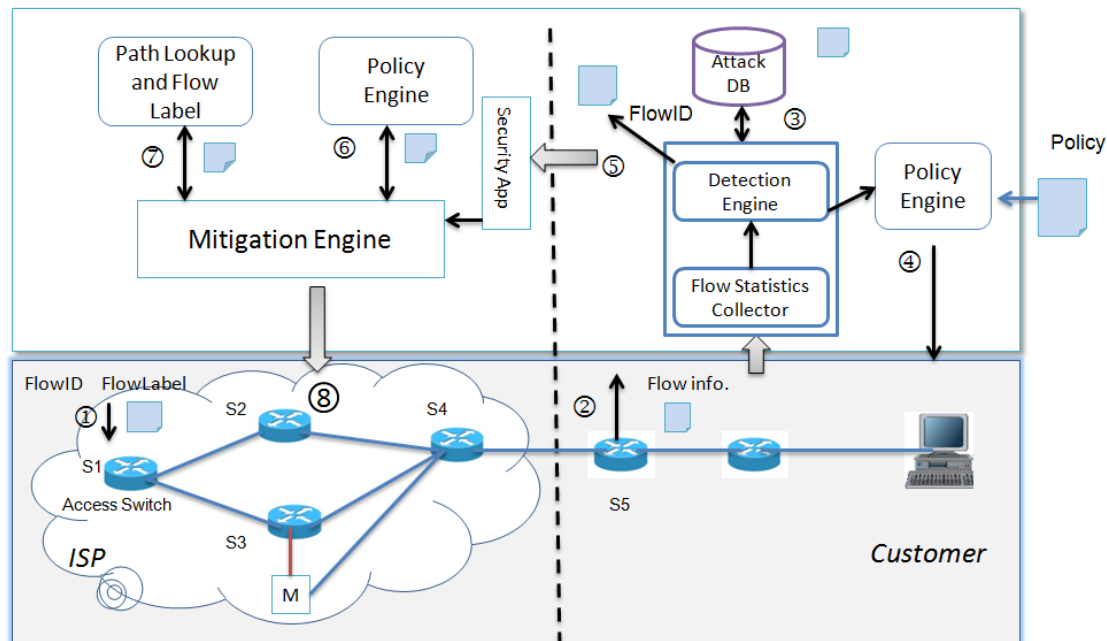 Path Lookup
and Flow
Label
Policy
Engine
Security App
Attack
DB
FlowID
③
⑦
⑥
⑤
Policy
Detection
Engine
Policy
Engine
Mitigation Engine
④
Flow Statistics
Collector
FlowID FlowLabel
①
S2
⑧
S4
②
Flow info.
S1
Access Switch
S5
S3
ISP
M
Customer